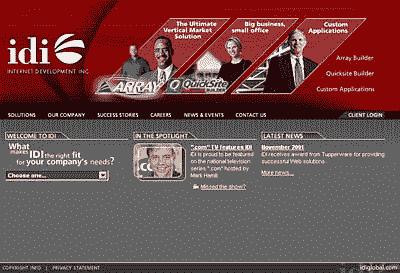 The Ultimate
Vertical Market
Solution
Big business,
small office
Custom
Applications
idi
INTERNET DEVELOPMENT INC
ARRAY
QuickSite
Array Builder
Quicksite Builder
Custom Applications
SOLUTIONS
OUR COMPANY
SUCCESS STORIES
CAREERS
NEWS & EVENTS
CONTACT US
CLIENT LOGIN
WELCOME TO IDI
What
makes IDI the right fit
for your company's needs?
Choose one...
IN THE SPOTLIGHT
".com" TV features IDI
IDI is proud to be featured
on the national television
series ".com" hosted by
Mark Hamill.
Missed the show?
LATEST NEWS
November 2001
IDI receives award from Tupperware for providing
successful Web solutions.
More news...
COPYRIGHT INFO | PRIVACY STATEMENT
idiglobal.com